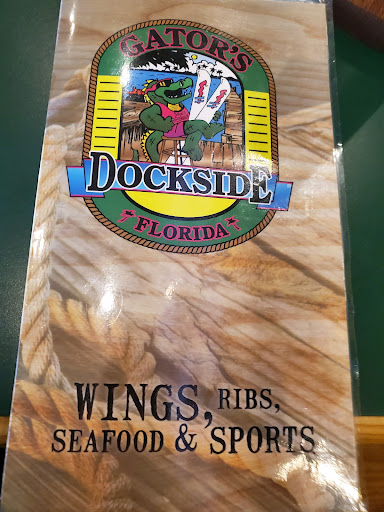 GATOR'S
DOCKSIDE
FLORIDA
WINGS, RIBS,
SEAFOOD & SPORTS